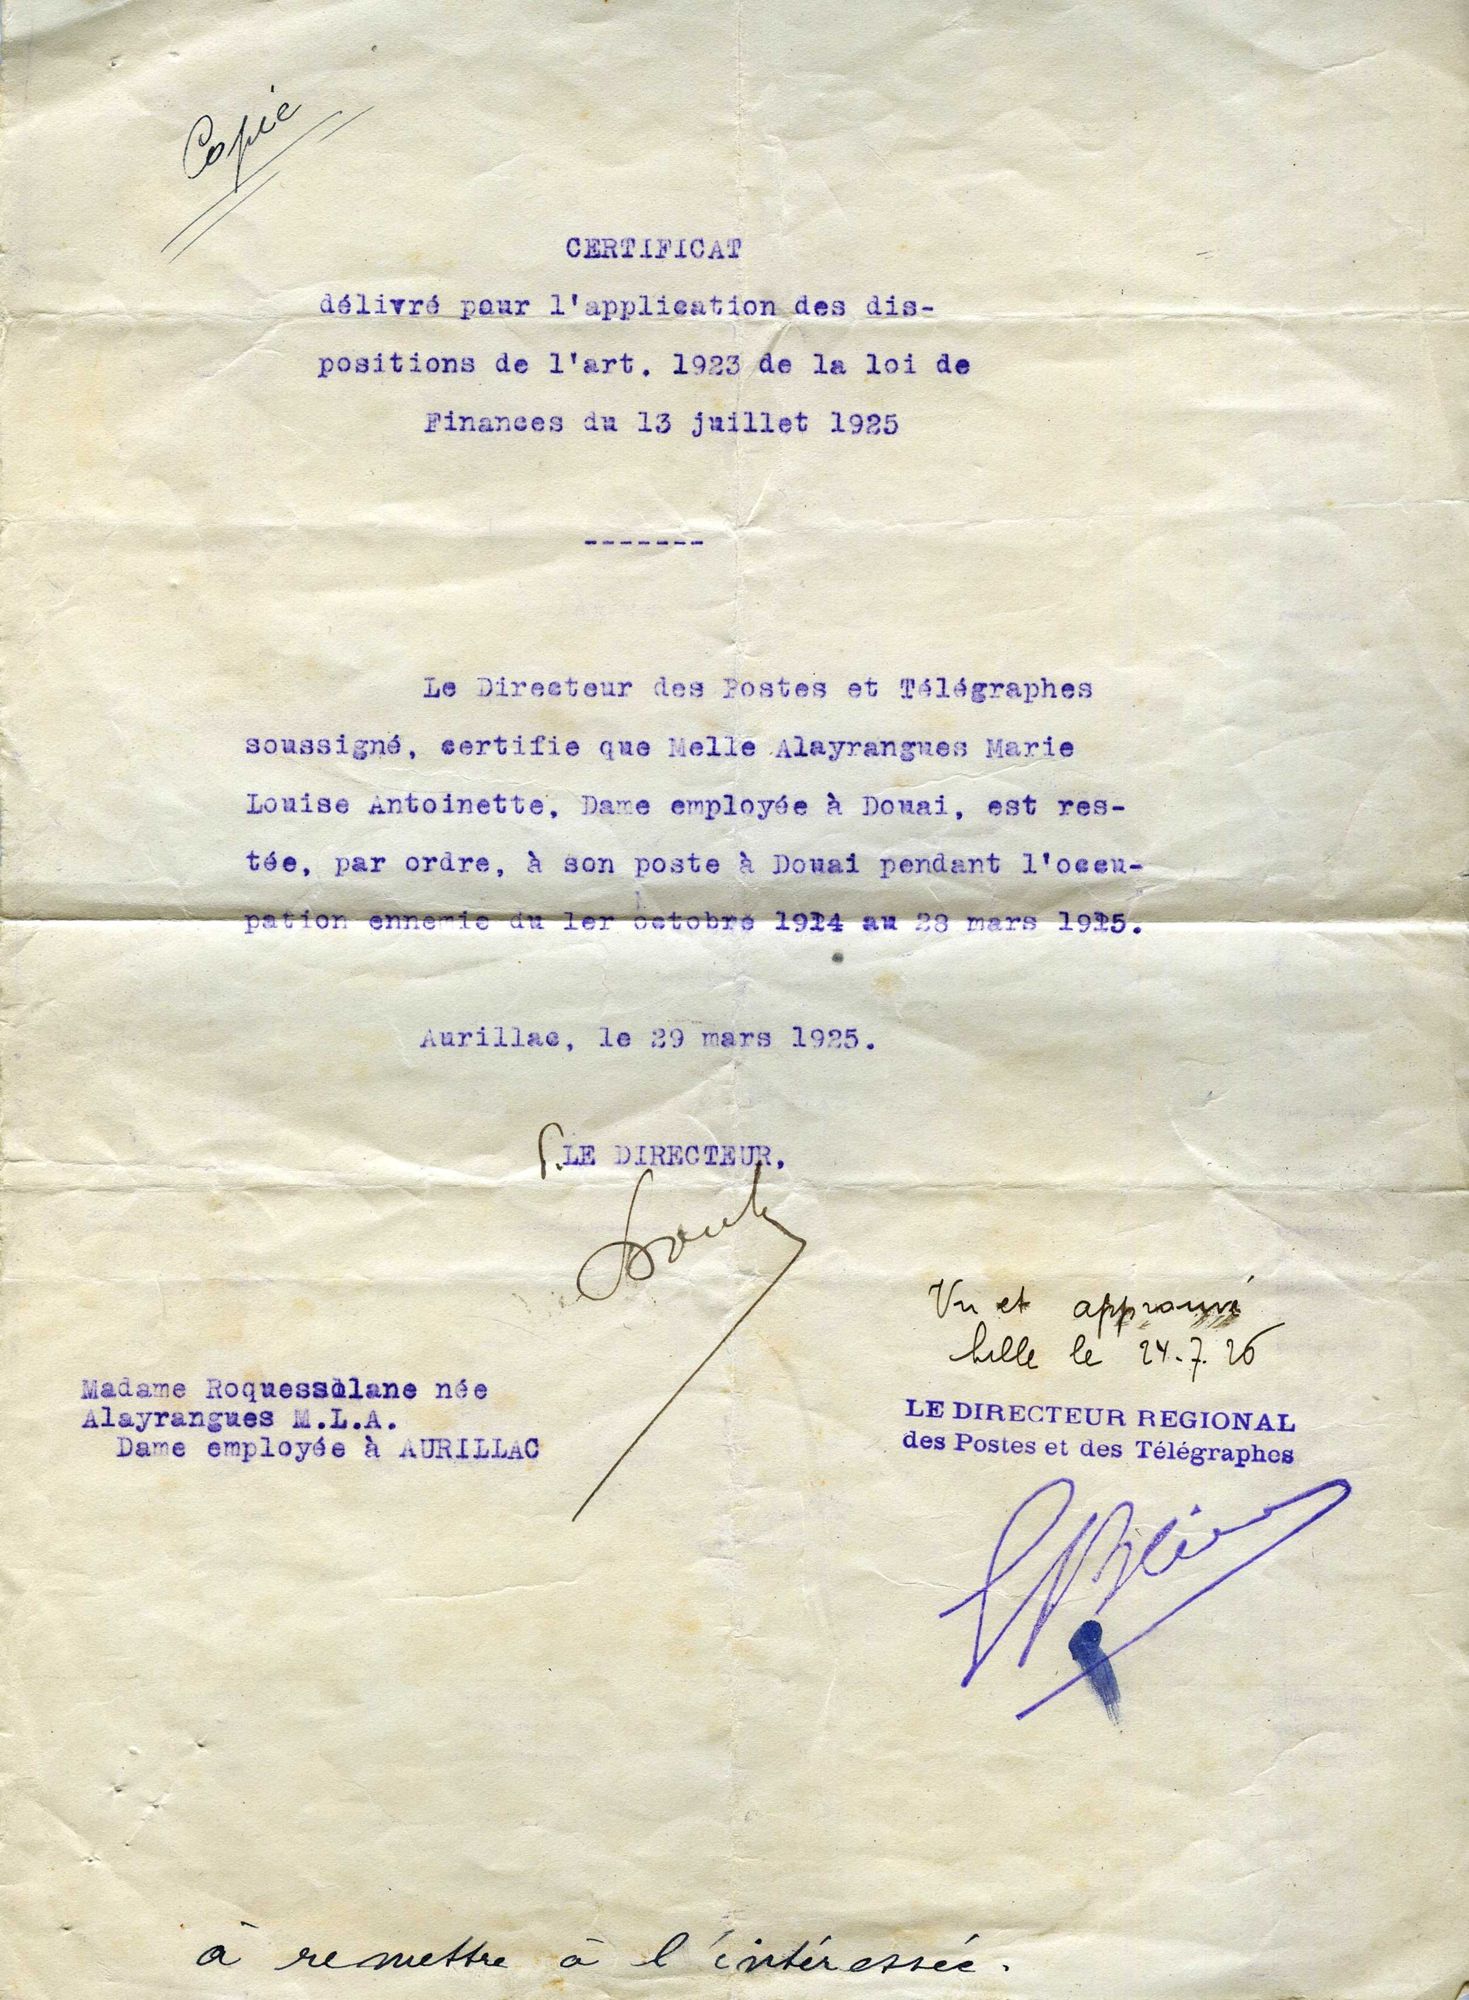 Copie
CERTIFICAT
délivré pour l'application des dis-
positions de l'art. 1923 de la loi de
Finances du 13 juillet 1925
-------
Le Directeur des Postes et Télégraphes
soussigné, certifie que Melle Alayrangues Marie
Louise Antoinette, Dame employée à Douai, est res-
tée, par ordre, à son poste à Douai pendant l'occu-
pation ennemie du 1er octobre 1914 au 28 mars 1915.
Aurillac, le 29 mars 1925.
P.LE DIRECTEUR,
Vu et approuvé
Lille le 24.7.26
LE DIRECTEUR REGIONAL
des Postes et des Télégraphes
Madame Roquessolane née
Alayrangues M.L.A.
Dame employée à AURILLAC
à remettre à l'intéressée.